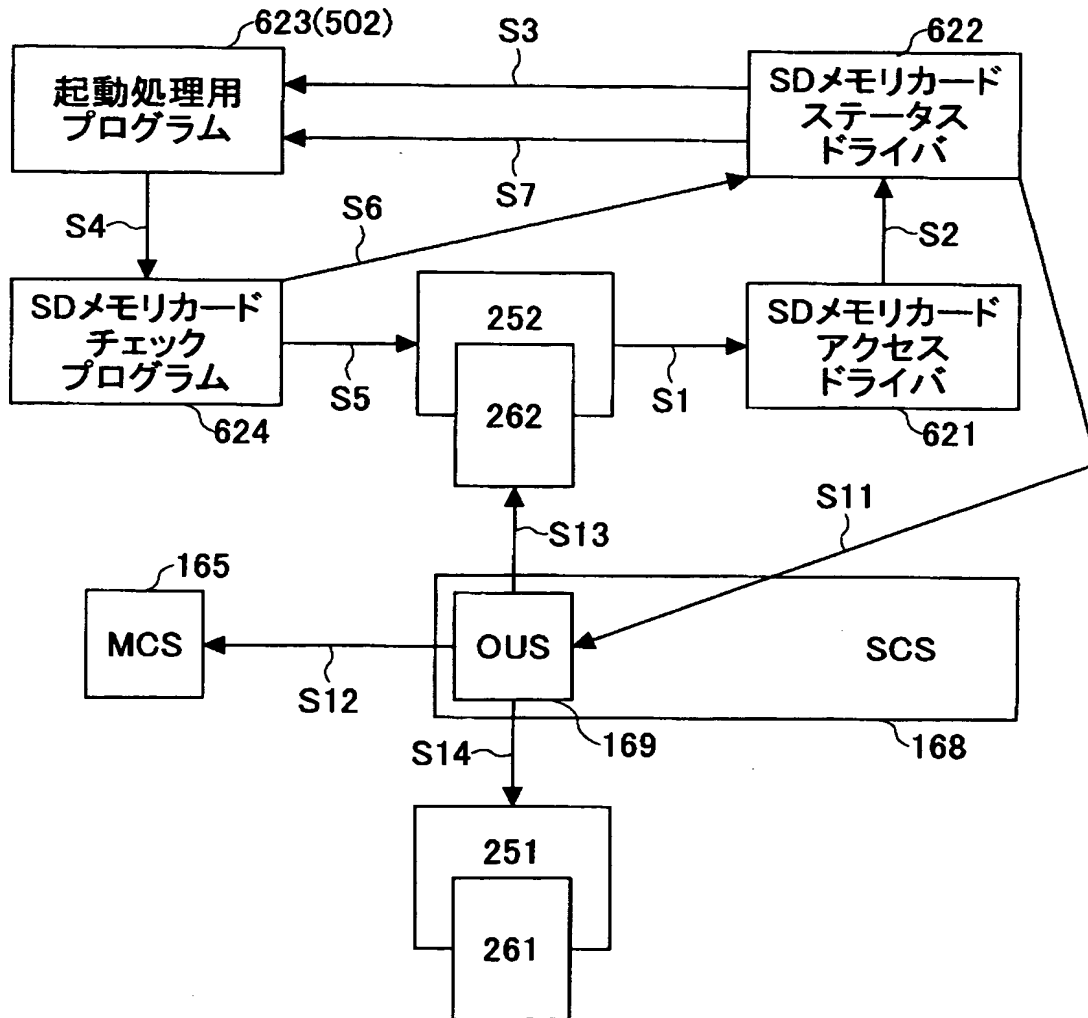 623(502)
S3
622
起動処理用
プログラム
SDメモリカード
ステータス
ドライバ
S7
S4
S6
S2
SDメモリカード
チェック
プログラム
252
SDメモリカード
アクセス
ドライバ
S5
S1
624
262
621
S11
S13
165
MCS
OUS
SCS
S12
S14
169
168
251
261